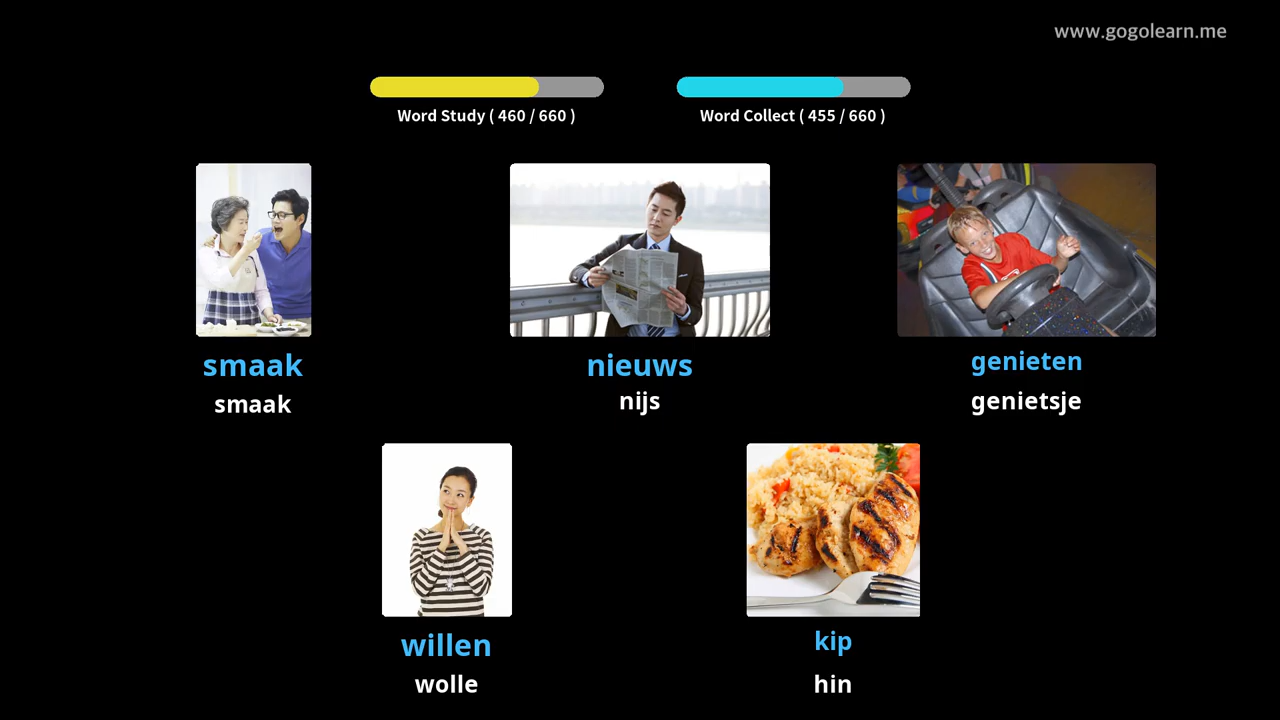 www.gogolearn.me
Word Study ( 460 / 660 )
Word Collect ( 455 / 660 )
smaak
smaak
nieuws
nijs
genieten
genietsje
willen
wolle
kip
hin